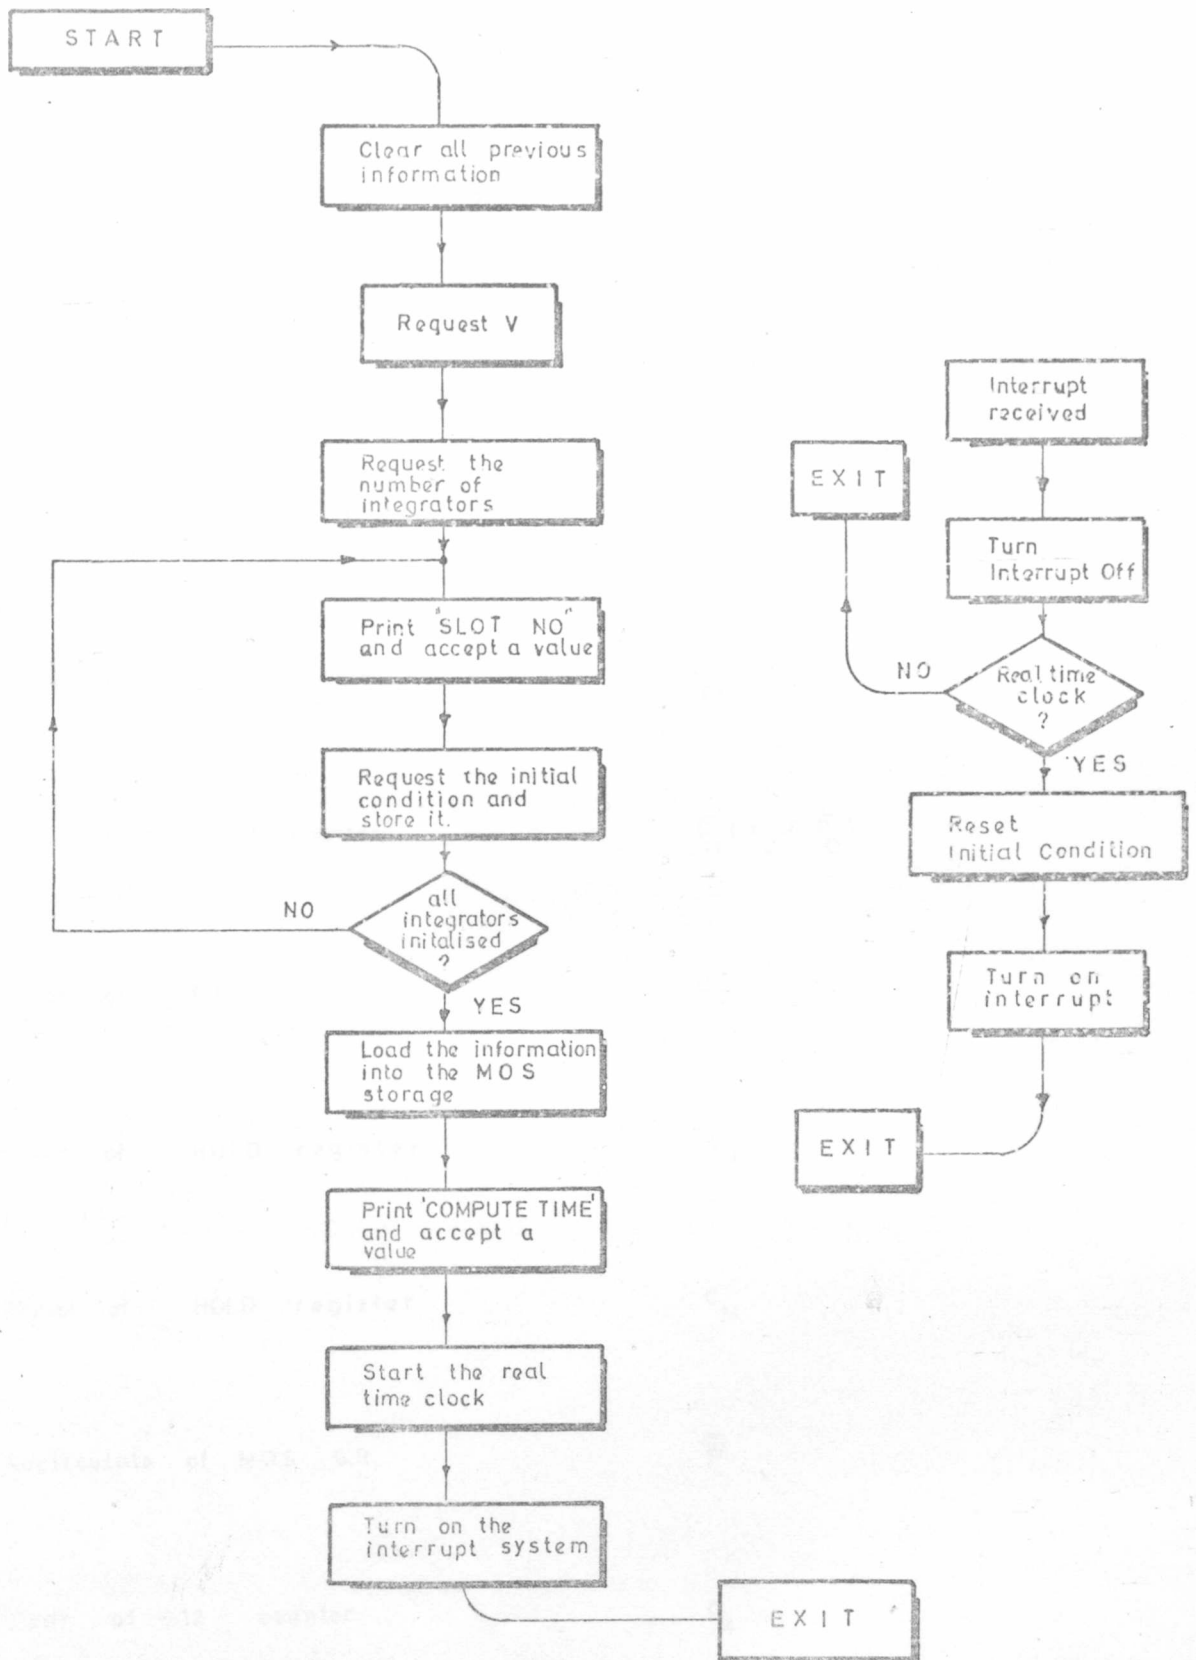 START
Clear all previous
information
Request V
Request the
number of
integrators
Print "SLOT NO"
and accept a value
Request the initial
condition and
store it.
all
integrators
initalised
?
NO
YES
Load the information
into the MOS
storage
Print 'COMPUTE TIME'
and accept a
value
Start the real
time clock
Turn on the
interrupt system
EXIT
Interrupt
received
Turn
Interrupt Off
Real time
clock
?
NO
EXIT
YES
Reset
Initial Condition
Turn on
interrupt
EXIT